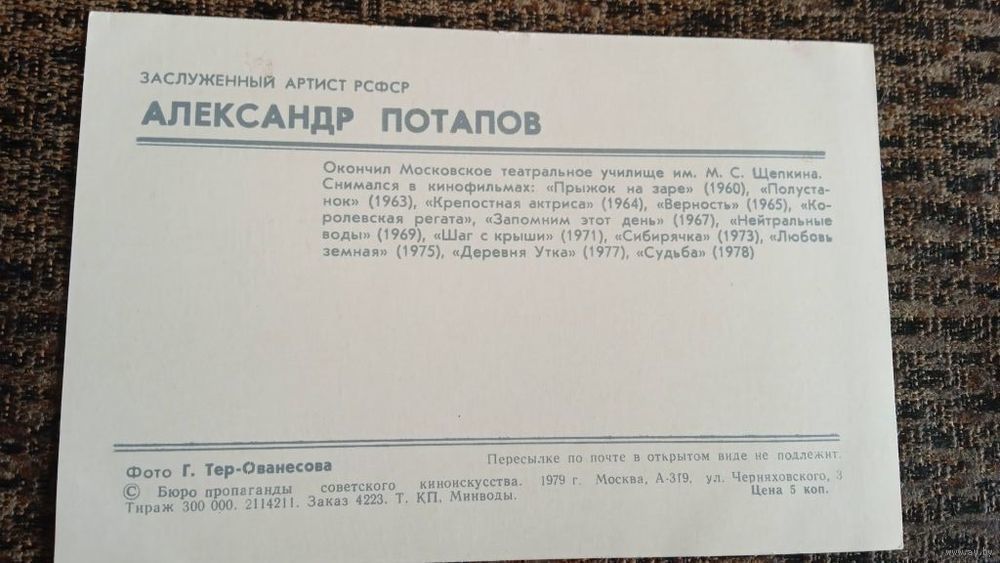 ЗАСЛУЖЕННЫЙ АРТИСТ РСФСР
АЛЕКСАНДР ПОТАПОВ
Окончил Московское театральное училище им. М. С. Щепкина.
Снимался в кинофильмах: «Прыжок на заре» (1960), «Полуста-
нок» (1963), «Крепостная актриса» (1964), «Верность» (1965), «Ко-
ролевская регата», «Запомним этот день» (1967), «Нейтральные
воды» (1969), «Шаг с крыши» (1971), «Сибирячка» (1973), «Любовь
земная» (1975), «Деревня Утка» (1977), «Судьба» (1978)
Фото Г. Тер-Ованесова
Пересылке по почте в открытом виде не подлежит.
© Бюро пропаганды советского киноискусства. 1979 г. Москва, А-319, ул. Черняховского, 3
Тираж 300 000. 2114211. Заказ 4223. Т. КП. Минводы.
Цена 5 коп.
www.ay.by